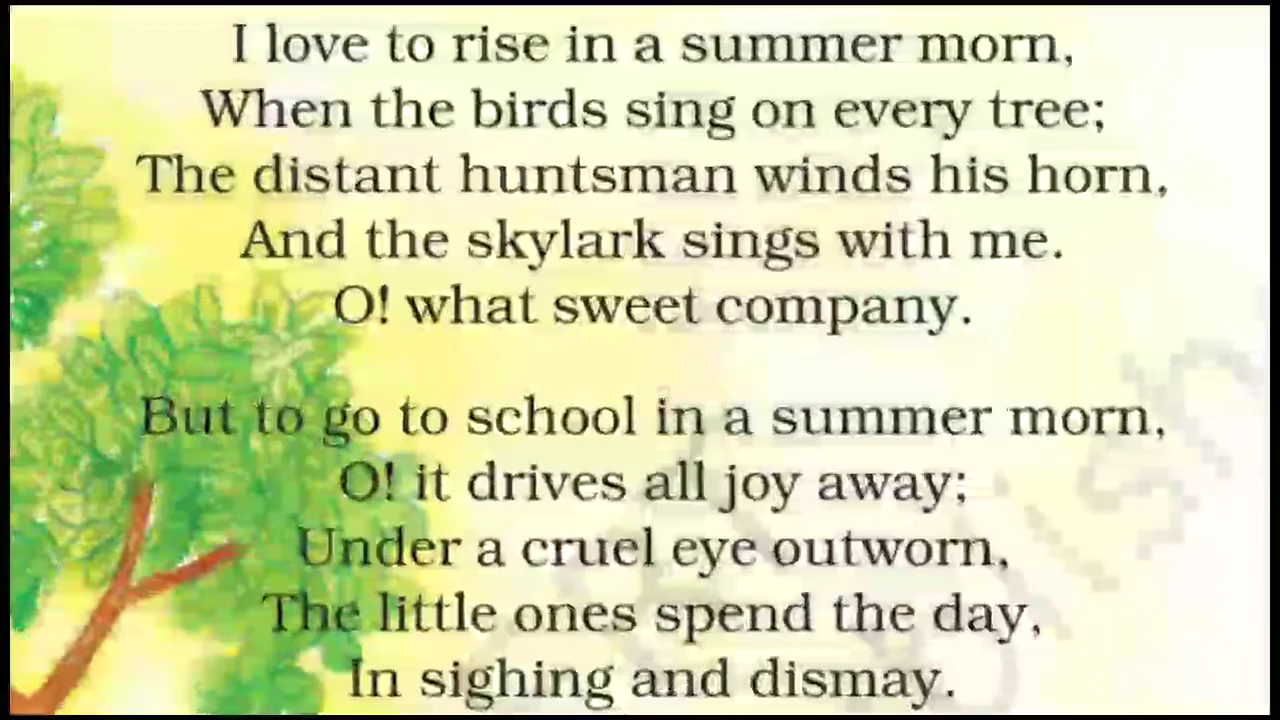 I love to rise in a summer morn,
When the birds sing on every tree;
The distant huntsman winds his horn,
And the skylark sings with me.
O! what sweet company.
But to go to school in a summer morn,
O! it drives all joy away;
Under a cruel eye outworn,
The little ones spend the day,
In sighing and dismay.